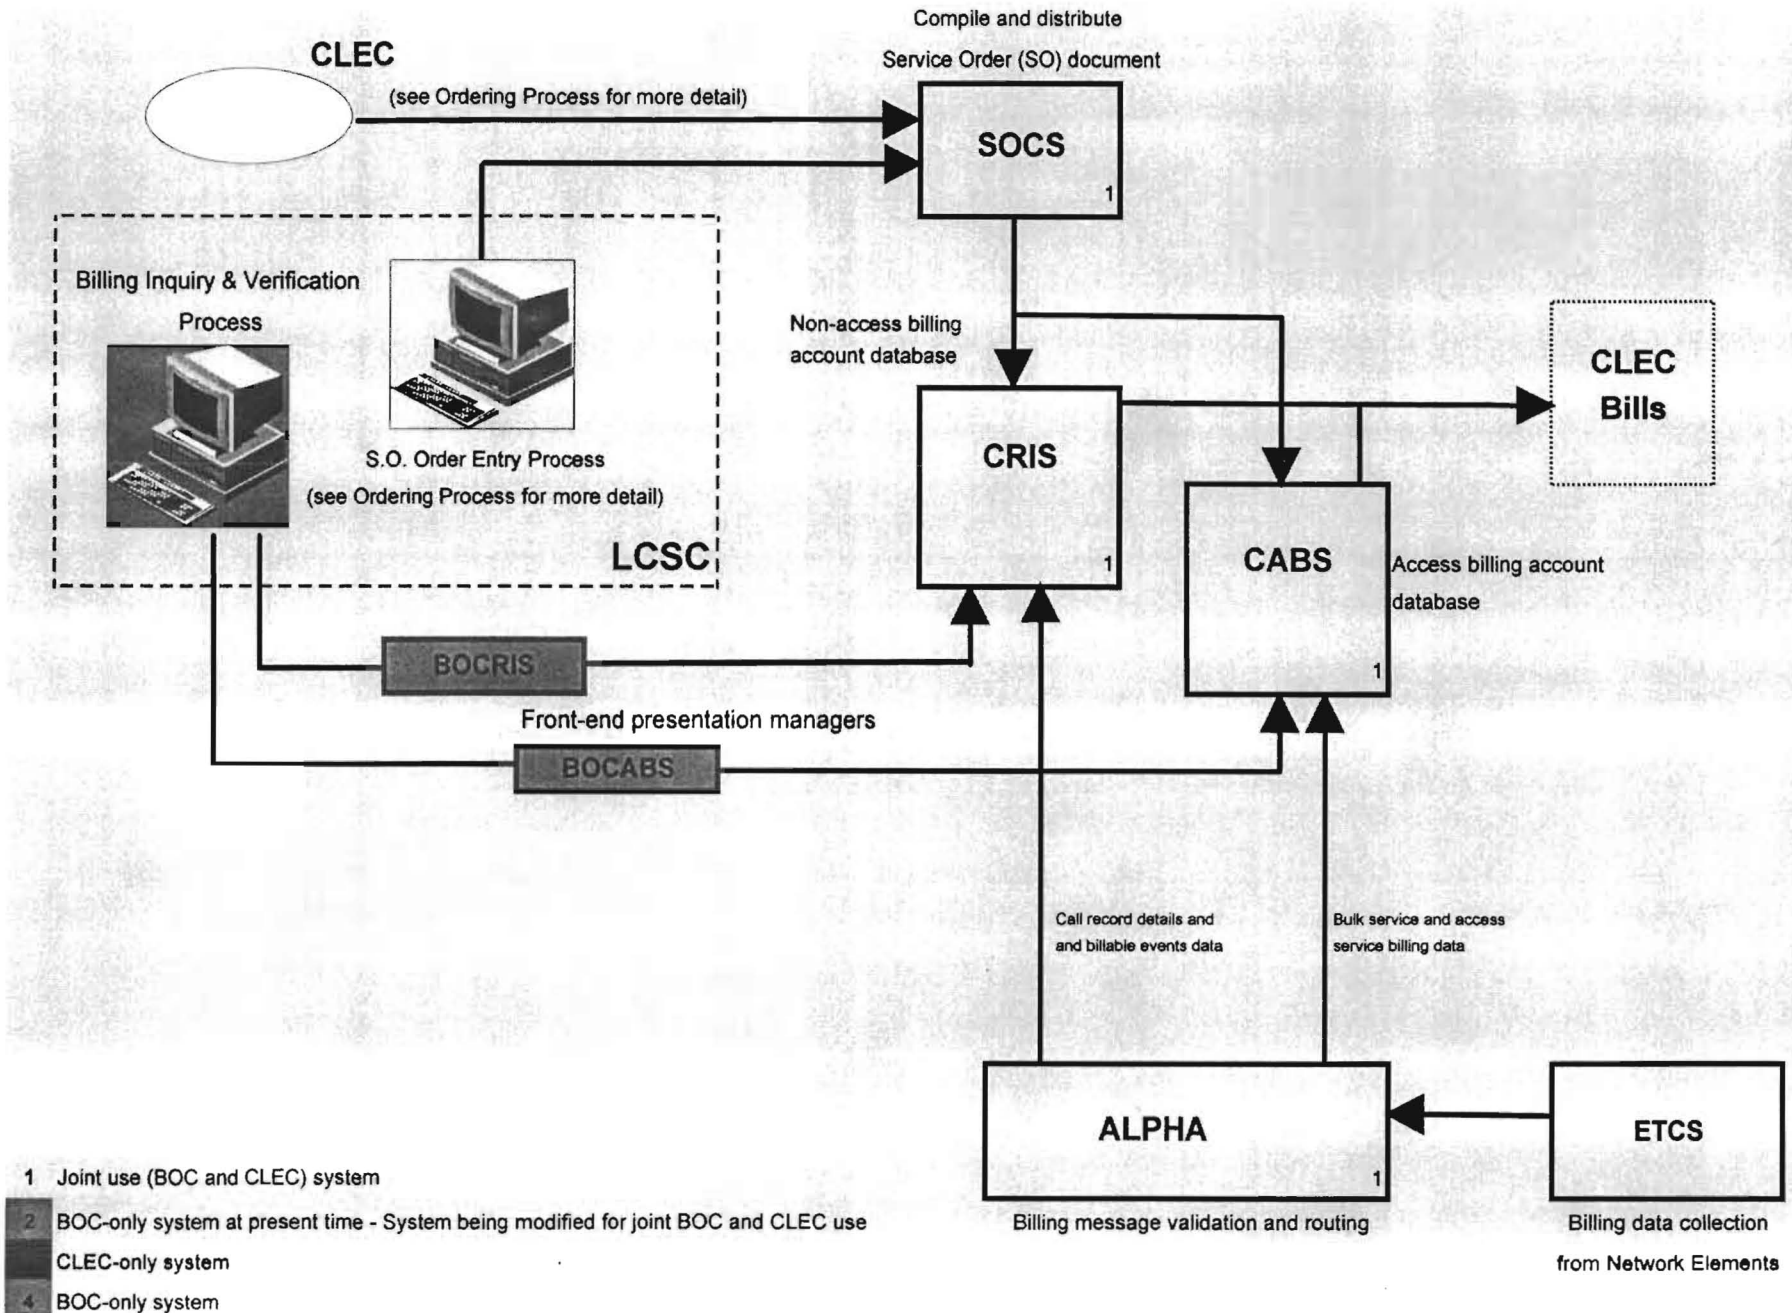 Compile and distribute
Service Order (SO) document
CLEC
(see Ordering Process for more detail)
SOCS
1
Billing Inquiry & Verification
Process
S.O. Order Entry Process
(see Ordering Process for more detail)
LCSC
Non-access billing
account database
CRIS
1
CLEC
Bills
CABS
1
Access billing account
database
BOCRIS
Front-end presentation managers
BOCABS
Call record details and
and billable events data
Bulk service and access
service billing data
ALPHA
1
Billing message validation and routing
ETCS
Billing data collection
from Network Elements
1 Joint use (BOC and CLEC) system
2 BOC-only system at present time - System being modified for joint BOC and CLEC use
CLEC-only system
4 BOC-only system